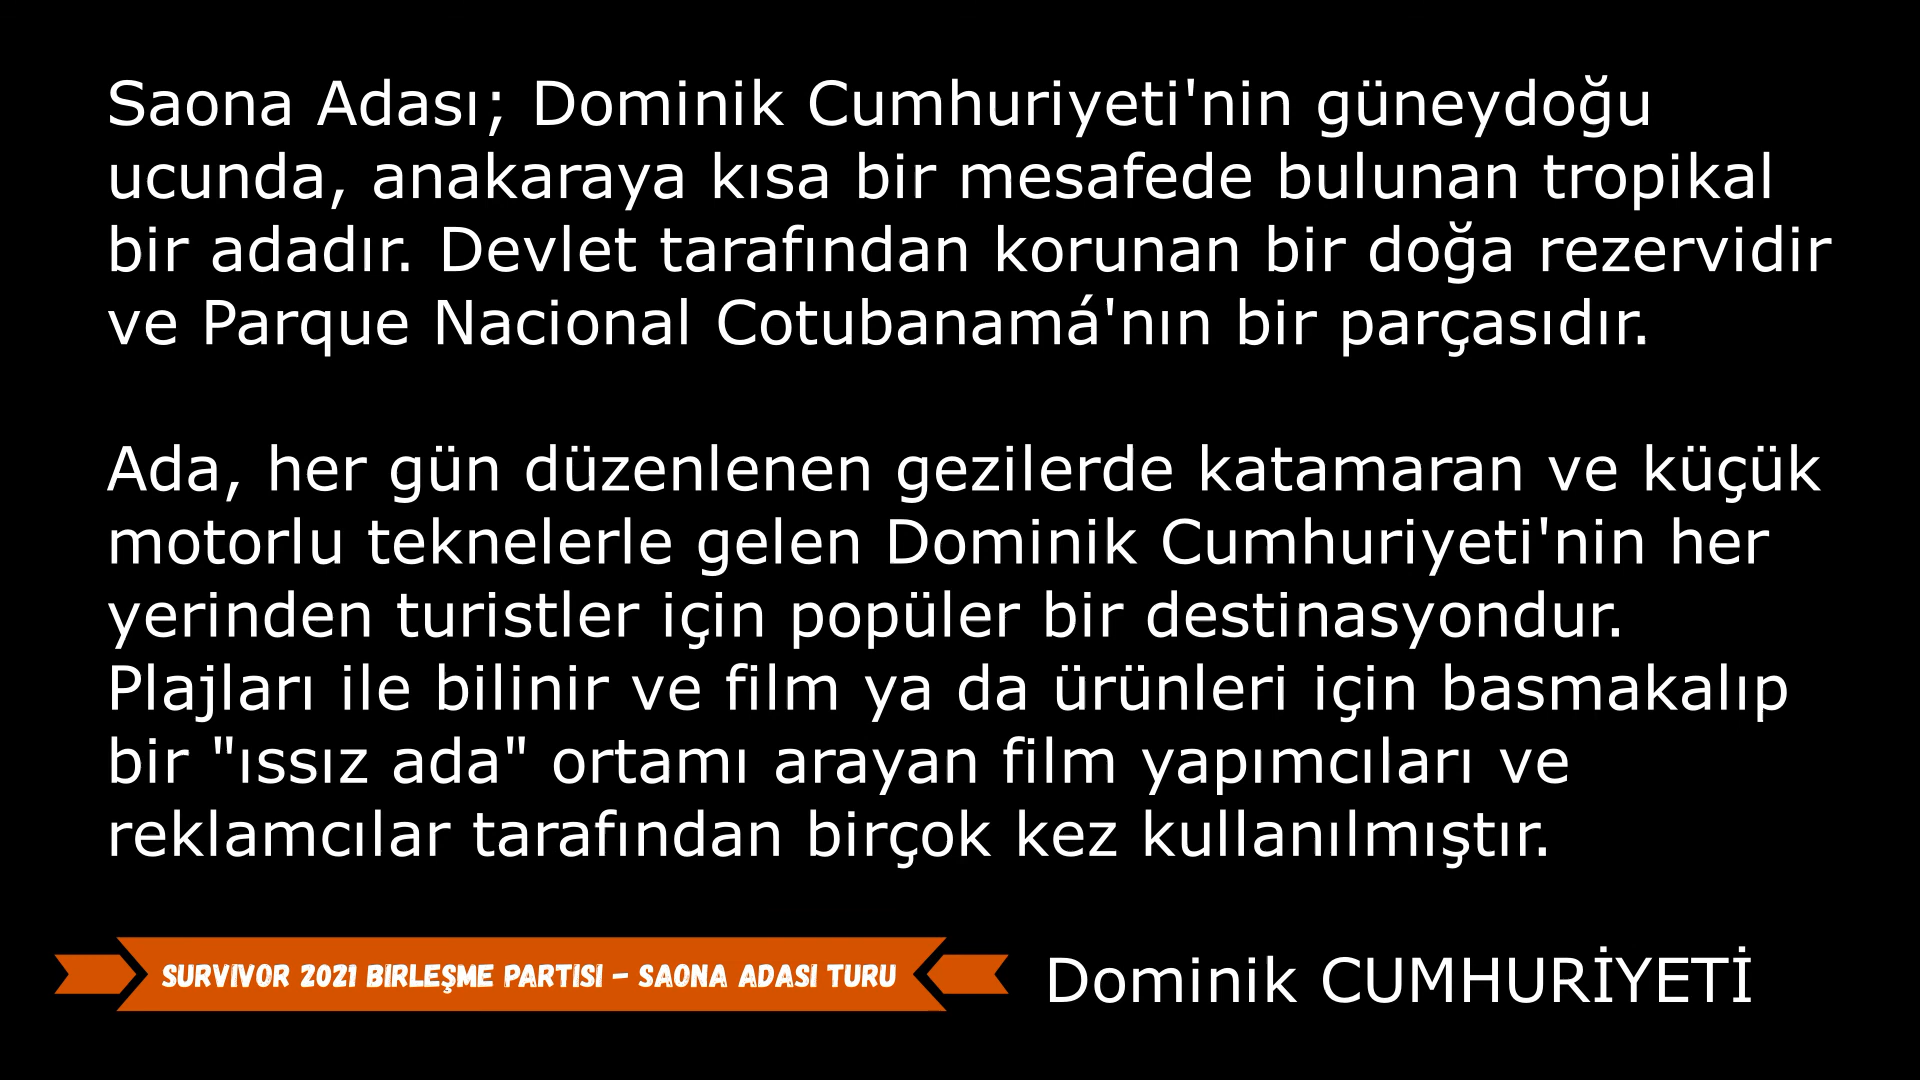 Saona Adası; Dominik Cumhuriyeti'nin güneydoğu
ucunda, anakaraya kısa bir mesafede bulunan tropikal
bir adadır. Devlet tarafından korunan bir doğa rezervidir
ve Parque Nacional Cotubanamá'nın bir parçasıdır.
Ada, her gün düzenlenen gezilerde katamaran ve küçük
motorlu teknelerle gelen Dominik Cumhuriyeti'nin her
yerinden turistler için popüler bir destinasyondur.
Plajları ile bilinir ve film ya da ürünleri için basmakalıp
bir "ıssız ada" ortamı arayan film yapımcıları ve
reklamcılar tarafından birçok kez kullanılmıştır.
SURVIVOR 2021 BIRLEŞME PARTISI - SAONA ADASI TURU
Dominik CUMHURİYETİ